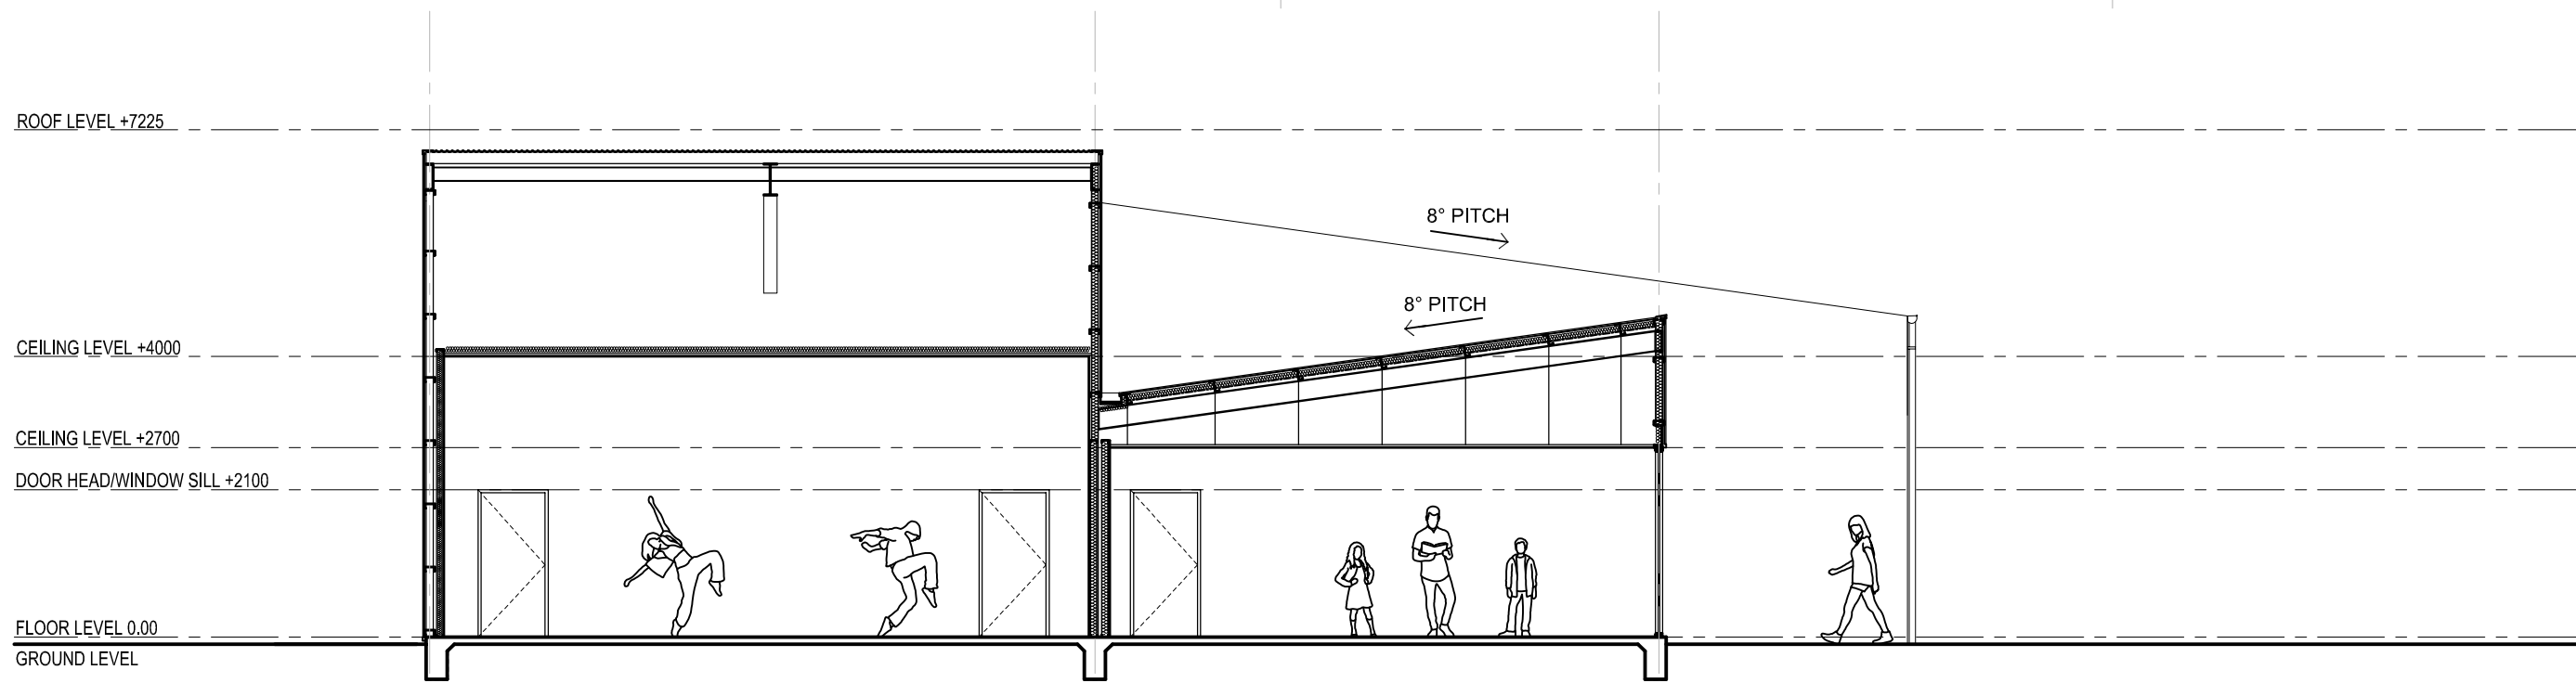 ROOF LEVEL +7225
8° PITCH
8° PITCH
CEILING LEVEL +4000
CEILING LEVEL +2700
DOOR HEAD/WINDOW SILL +2100
FLOOR LEVEL 0.00
GROUND LEVEL